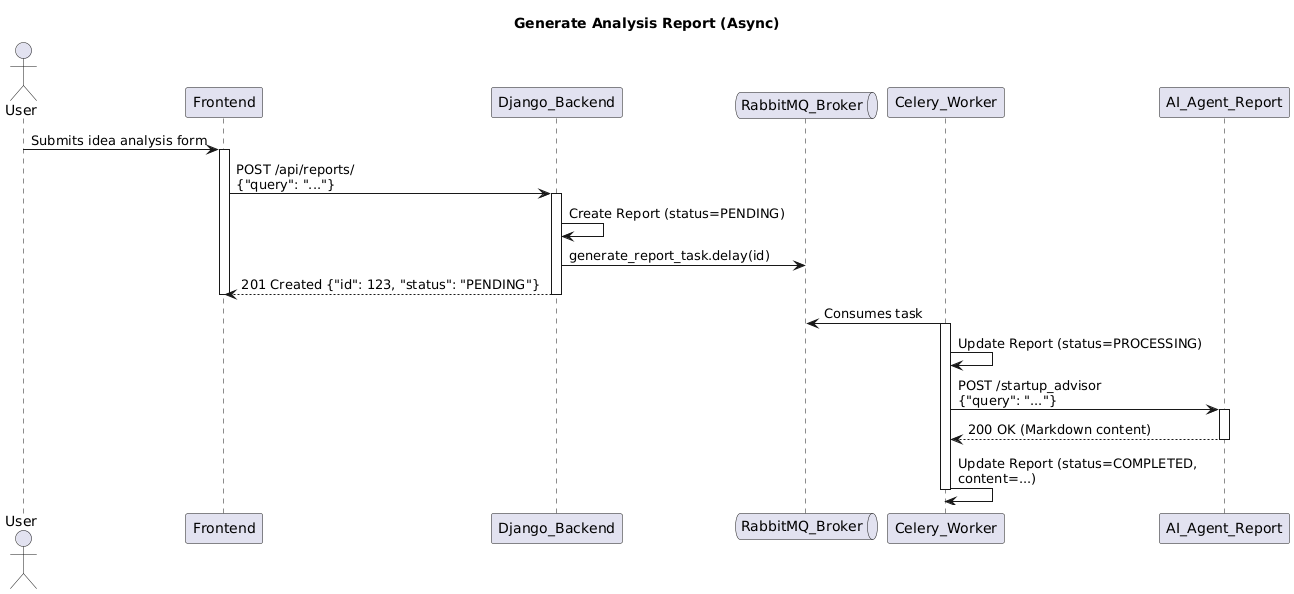 Generate Analysis Report (Async)
User
Frontend
Django_Backend
RabbitMQ_Broker
Celery_Worker
AI_Agent_Report
Submits idea analysis form
POST /api/reports/
{"query": "..."}
Create Report (status=PENDING)
generate_report_task.delay(id)
201 Created {"id": 123, "status": "PENDING"}
Consumes task
Update Report (status=PROCESSING)
POST /startup_advisor
{"query": "..."}
200 OK (Markdown content)
Update Report (status=COMPLETED,
content=...)
User
Frontend
Django_Backend
RabbitMQ_Broker
Celery_Worker
AI_Agent_Report